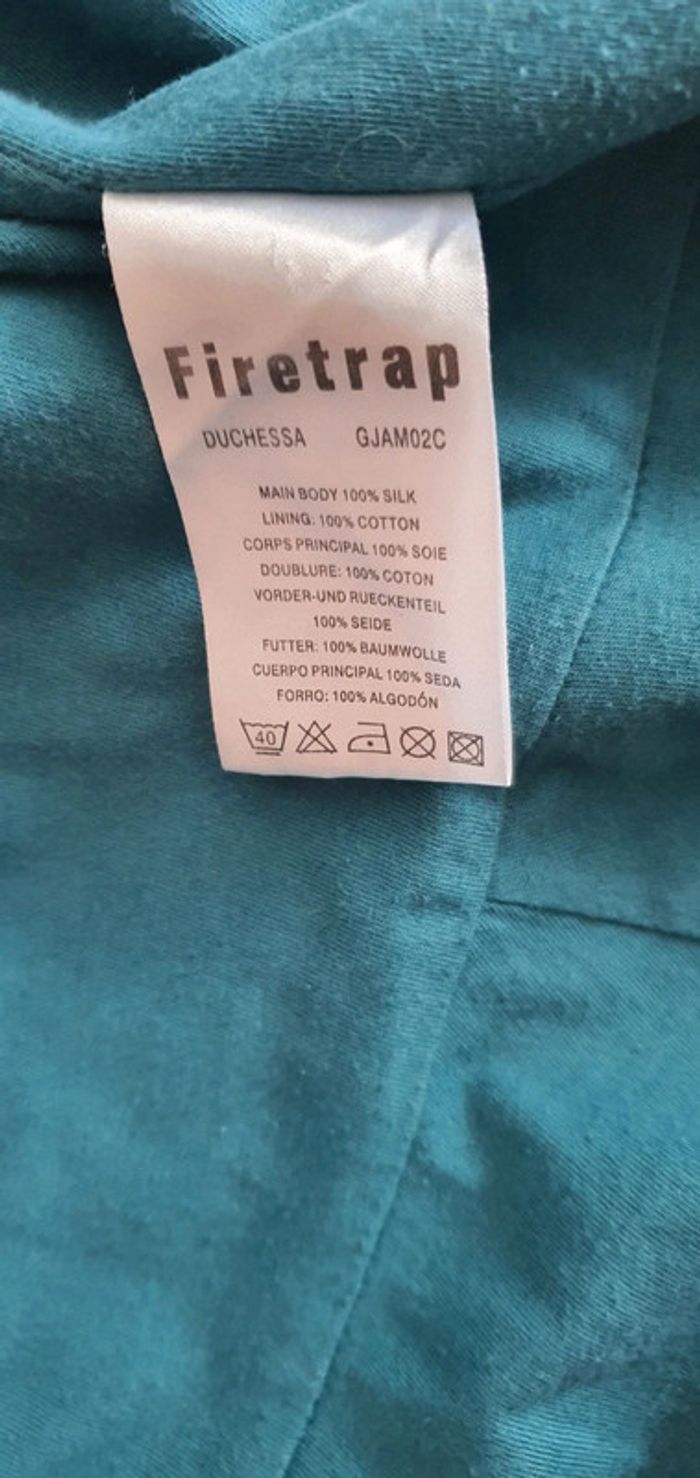 Firetrap
DUCHESSA GJAM02C
MAIN BODY 100% SILK
LINING: 100% COTTON
CORPS PRINCIPAL 100% SOIE
DOUBLURE: 100% COTON
VORDER-UND RUECKENTEIL
100% SEIDE
FUTTER: 100% BAUMWOLLE
CUERPO PRINCIPAL 100% SEDA
FORRO: 100% ALGODÓN
40